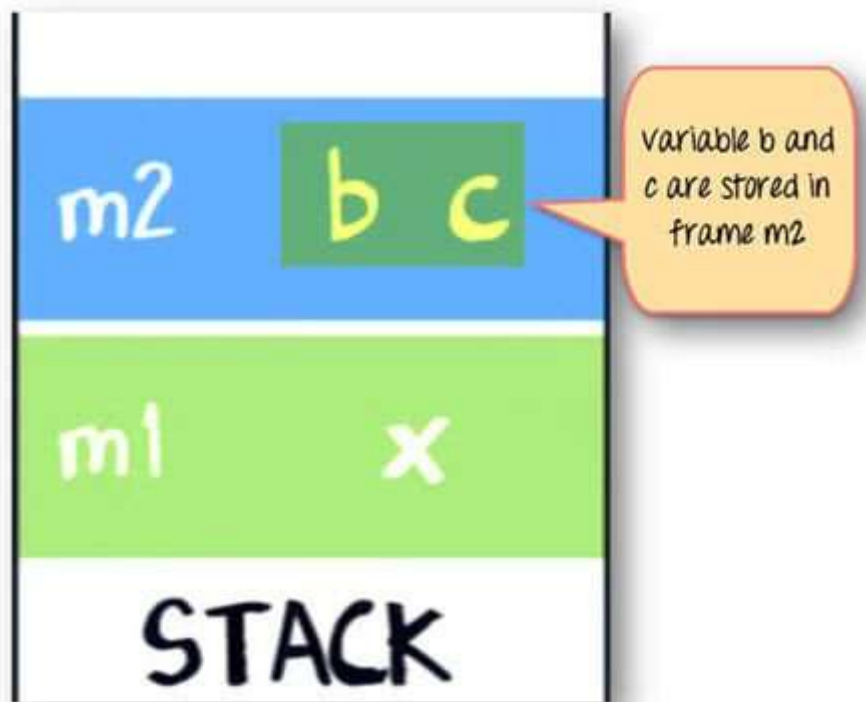 m2 b c
variable b and
c are stored in
frame m2
m1 x
STACK